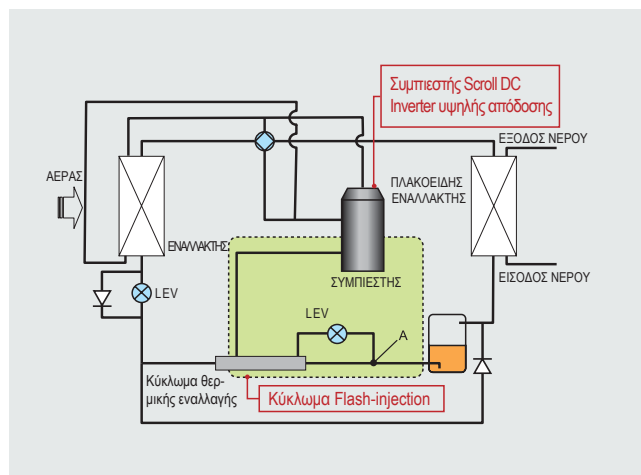 Συμπιεστής Scroll DC
Inverter υψηλής απόδοσης
ΕΞΟΔΟΣ ΝΕΡΟΥ
ΑΕΡΑΣ
ΠΛΑΚΟΕΙΔΗΣ
ΕΝΑΛΛΑΚΤΗΣ
ΕΝΑΛΛΑΚΤΗΣ
ΣΥΜΠΙΕΣΤΗΣ
ΕΙΣΟΔΟΣ ΝΕΡΟΥ
LEV
LEV
A
Κύκλωμα θερ-
μικής εναλλαγής
Κύκλωμα Flash-injection